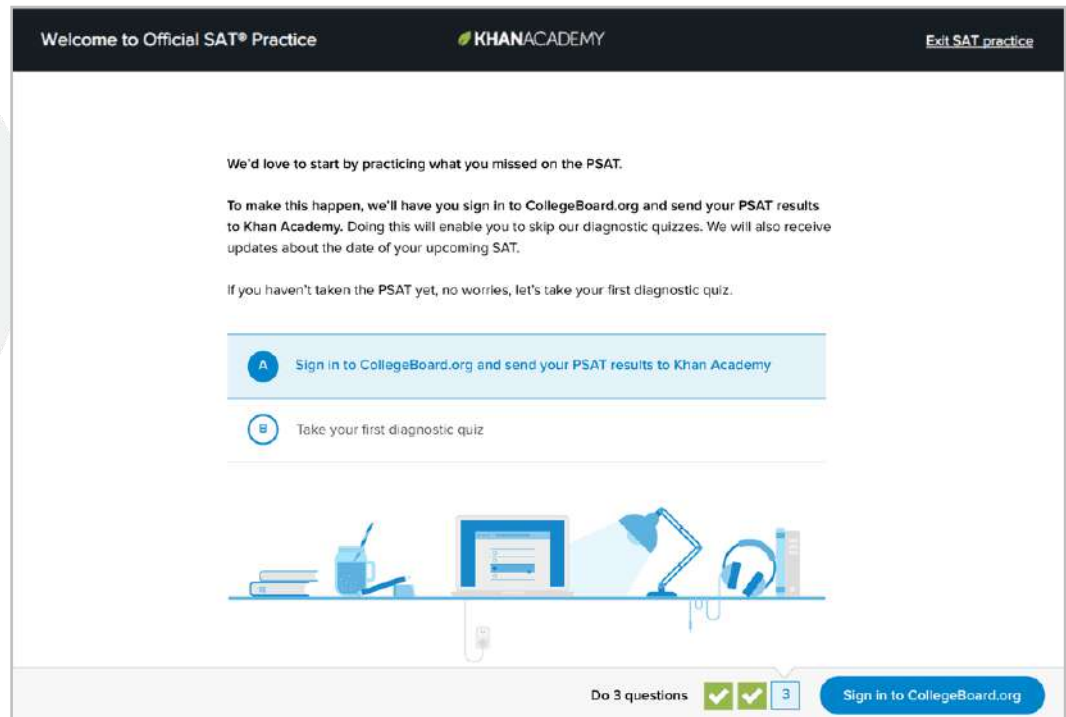 Welcome to Official SAT® Practice
KHANACADEMY
Exit SAT practice
We'd love to start by practicing what you missed on the PSAT.
To make this happen, we'll have you sign in to CollegeBoard.org and send your PSAT results
to Khan Academy. Doing this will enable you to skip our diagnostic quizzes. We will also receive
updates about the date of your upcoming SAT.
If you haven't taken the PSAT yet, no worries, let's take your first diagnostic quiz.
A Sign in to CollegeBoard.org and send your PSAT results to Khan Academy
B Take your first diagnostic quiz
Do 3 questions 3 Sign in to CollegeBoard.org